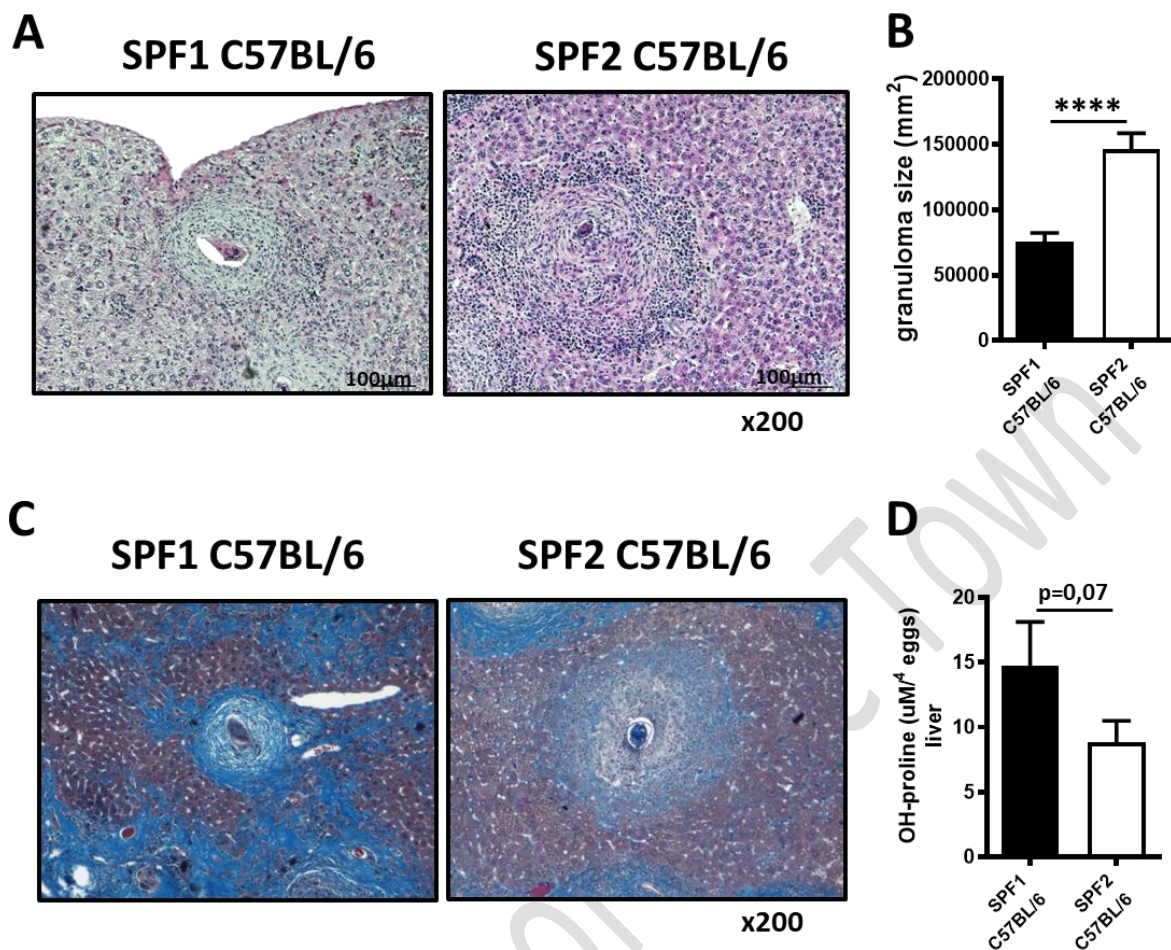 A
SPF1 C57BL/6
SPF2 C57BL/6
100µm
100µm
x200
B
granuloma size (mm²)
200000
150000
100000
50000
0
****
SPF1
C57BL/6
SPF2
C57BL/6
C
SPF1 C57BL/6
SPF2 C57BL/6
x200
D
OH-proline (uM/⁴ eggs)
liver
20
15
10
5
0
p=0,07
SPF1
C57BL/6
SPF2
C57BL/6
Town